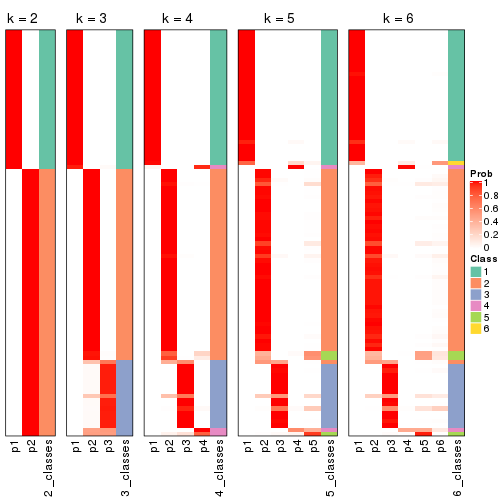 k = 2
k = 3
k = 4
k = 5
k = 6
Prob
1
0.8
0.6
0.4
0.2
0
Class
1
2
3
4
5
6
p1
p2
2_classes
p1
p2
p3
3_classes
p1
p2
p3
p4
4_classes
p1
p2
p3
p4
p5
5_classes
p1
p2
p3
p4
p5
p6
6_classes